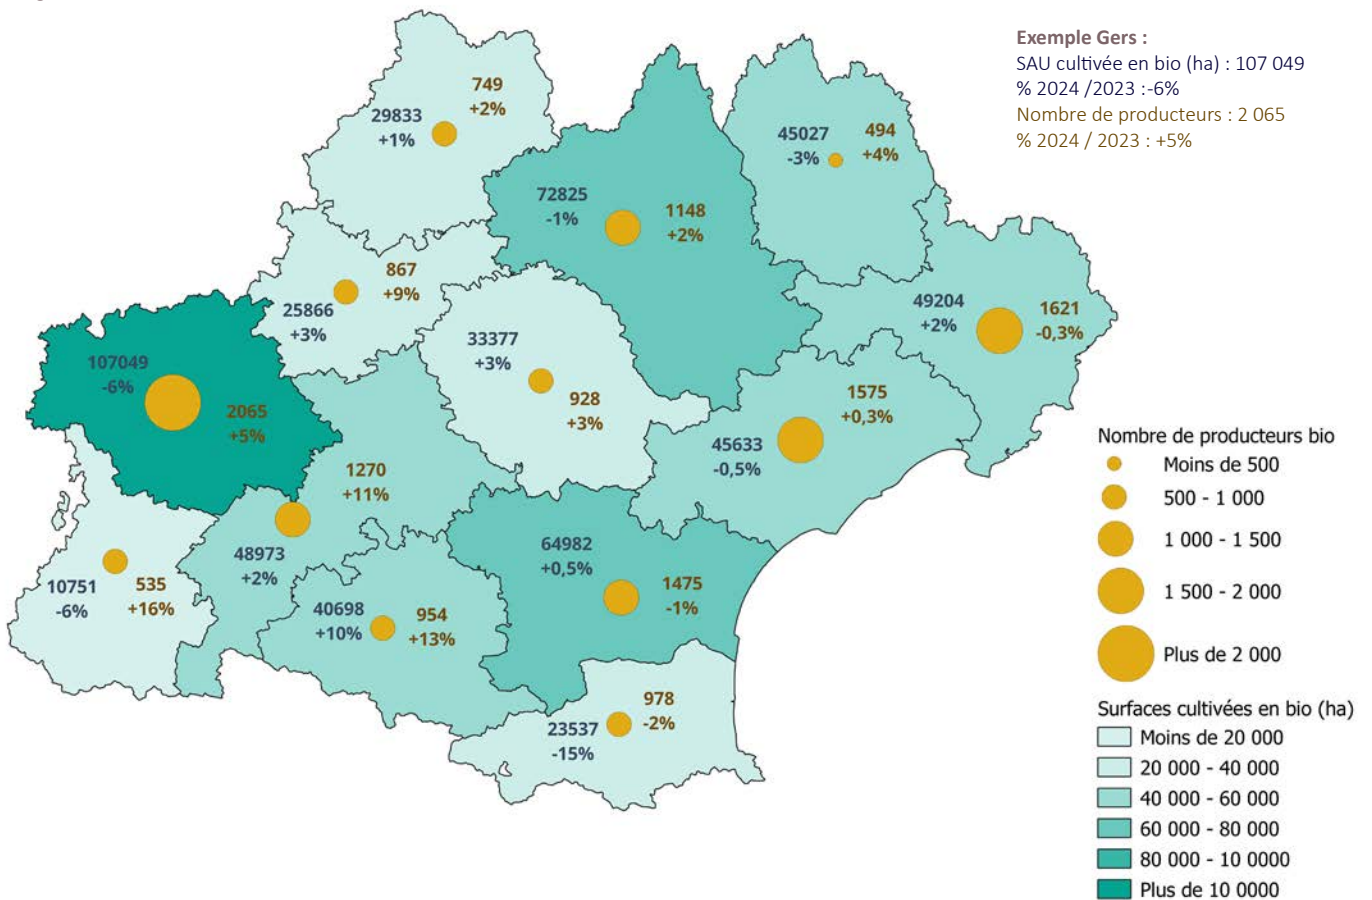 Exemple Gers :
SAU cultivée en bio (ha) : 107 049
% 2024 /2023 :-6%
Nombre de producteurs : 2 065
% 2024 / 2023 : +5%
749
+2%
29833
+1%
45027
-3%
494
+4%
72825
-1%
1148
+2%
867
+9%
25866
+3%
49204
+2%
1621
-0,3%
33377
+3%
928
+3%
107049
-6%
2065
+5%
1575
+0,3%
45633
-0,5%
1270
+11%
48973
+2%
64982
+0,5%
1475
-1%
10751
-6%
535
+16%
40698
+10%
954
+13%
978
-2%
23537
-15%
Nombre de producteurs bio
Moins de 500
500 - 1 000
1 000 - 1 500
1 500 - 2 000
Plus de 2 000
Surfaces cultivées en bio (ha)
Moins de 20 000
20 000 - 40 000
40 000 - 60 000
60 000 - 80 000
80 000 - 10 0000
Plus de 10 0000